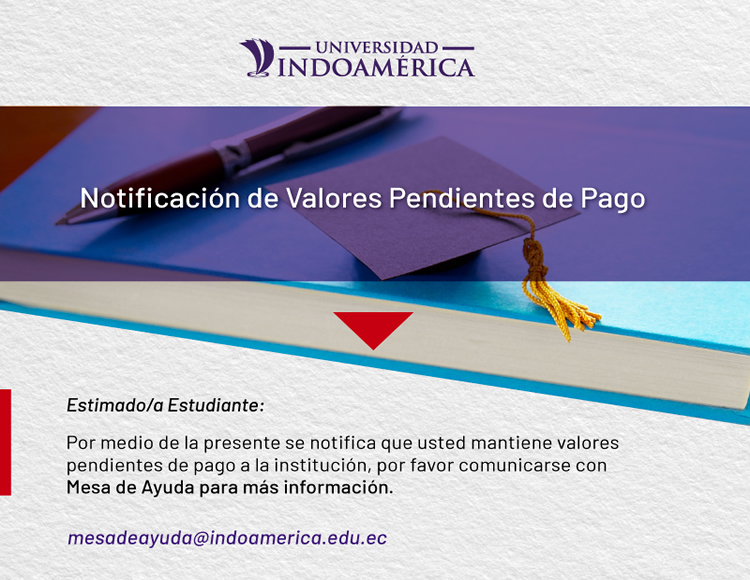 UNIVERSIDAD
INDOAMÉRICA
Notificación de Valores Pendientes de Pago
Estimado/a Estudiante:
Por medio de la presente se notifica que usted mantiene valores
pendientes de pago a la institución, por favor comunicarse con
Mesa de Ayuda para más información.
mesadeayuda@indoamerica.edu.ec